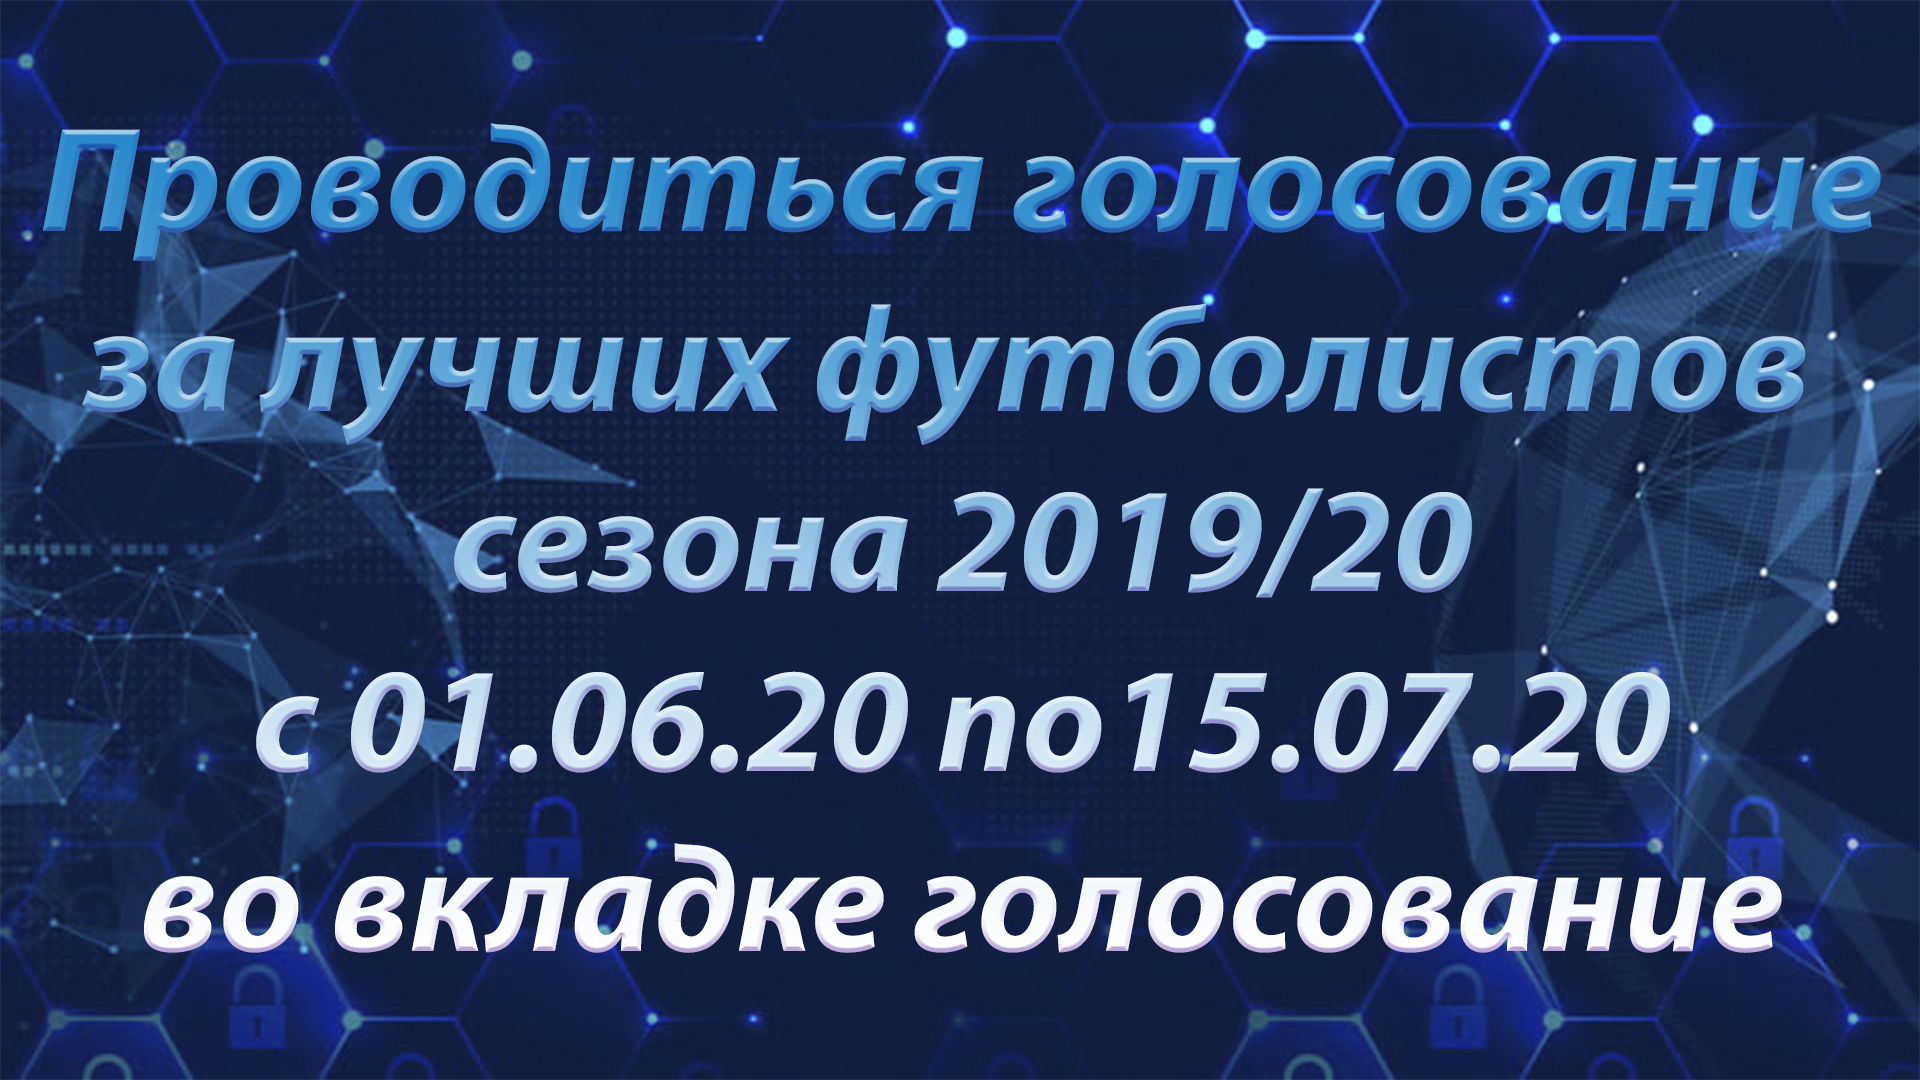 Проводиться голосование
за лучших футболистов
сезона 2019/20
с 01.06.20 по15.07.20
во вкладке голосование